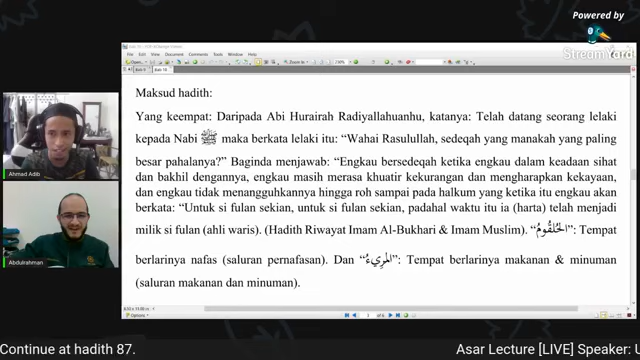 Powered by
StreamYard
Maksud hadith:
Yang keempat: Daripada Abi Hurairah Radiyallahuanhu, katanya: Telah datang seorang lelaki
kepada Nabi ﷺ maka berkata lelaki itu: “Wahai Rasulullah, sedeqah yang manakah yang paling
besar pahalanya?” Baginda menjawab: “Engkau bersedeqah ketika engkau dalam keadaan sihat
dan bakhil dengannya, engkau masih merasa khuatir kekurangan dan mengharapkan kekayaan,
dan engkau tidak menangguhkannya hingga roh sampai pada halkum yang ketika itu engkau akan
berkata: “Untuk si fulan sekian, untuk si fulan sekian, padahal waktu itu ia (harta) telah menjadi
milik si fulan (ahli waris). (Hadith Riwayat Imam Al-Bukhari & Imam Muslim). “الْحُلْقُومُ”: Tempat
berlarinya nafas (saluran pernafasan). Dan “المَرِيءُ”: Tempat berlarinya makanan & minuman
(saluran makanan dan minuman).
Ahmad Adib
Abdulrahman
Continue at hadith 87.
Asar Lecture [LIVE] Speaker: U